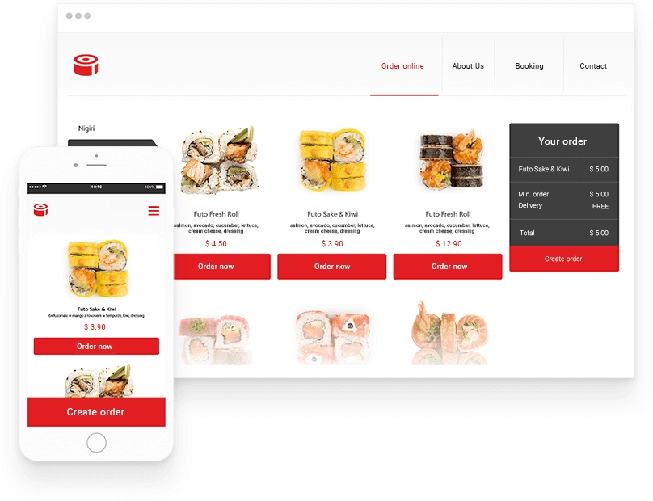 Order online
About Us
Booking
Contact
Nigiri
Futo Fresh Roll
salmon, avocado, cucumber, lettuce,
cream cheese, dressing
$ 4.50
Order now
Futo Sake & Kiwi
salmon, avocado, cucumber, lettuce,
cream cheese, dressing
$ 3.90
Order now
Futo Fresh Roll
salmon, avocado, cucumber, lettuce,
cream cheese, dressing
$ 12.90
Order now
Your order
Futo Sake & Kiwi $ 5.00
Min. order $ 5.00
Delivery FREE
Total $ 5.00
Create order
Futo Sake & Kiwi
$ 3.90
Order now
Create order